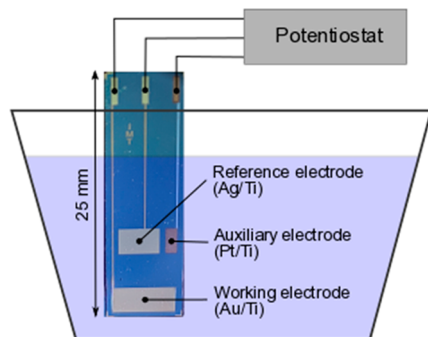 Potentiostat
25 mm
Reference electrode
(Ag/Ti)
Auxiliary electrode
(Pt/Ti)
Working electrode
(Au/Ti)